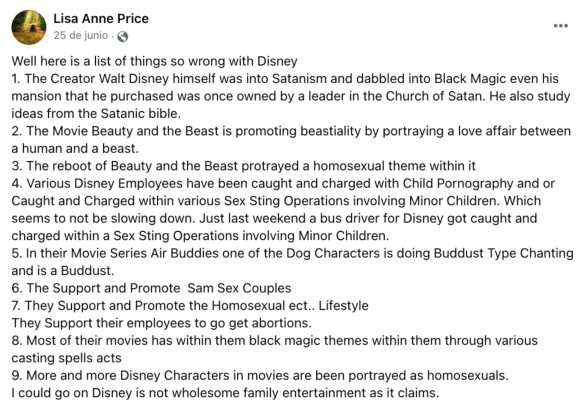 Lisa Anne Price
25 de junio ·
Well here is a list of things so wrong with Disney
1. The Creator Walt Disney himself was into Satanism and dabbled into Black Magic even his
mansion that he purchased was once owned by a leader in the Church of Satan. He also study
ideas from the Satanic bible.
2. The Movie Beauty and the Beast is promoting beastiality by portraying a love affair between
a human and a beast.
3. The reboot of Beauty and the Beast protrayed a homosexual theme within it
4. Various Disney Employees have been caught and charged with Child Pornography and or
Caught and Charged within various Sex Sting Operations involving Minor Children. Which
seems to not be slowing down. Just last weekend a bus driver for Disney got caught and
charged within a Sex Sting Operations involving Minor Children.
5. In their Movie Series Air Buddies one of the Dog Characters is doing Buddust Type Chanting
and is a Buddust.
6. The Support and Promote  Sam Sex Couples
7. They Support and Promote the Homosexual ect.. Lifestyle
They Support their employees to go get abortions.
8. Most of their movies has within them black magic themes within them through various
casting spells acts
9. More and more Disney Characters in movies are been portrayed as homosexuals.
I could go on Disney is not wholesome family entertainment as it claims.